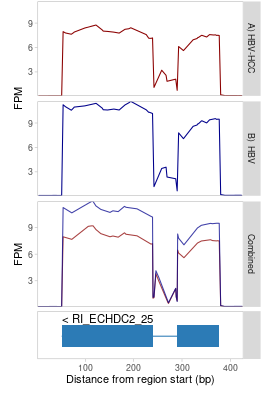 A) HBV-HCC
9
6
3
FPM
B) HBV
9
6
3
Combined
9
6
3
FPM
< RI_ECHDC2_25
100
200
300
400
Distance from region start (bp)